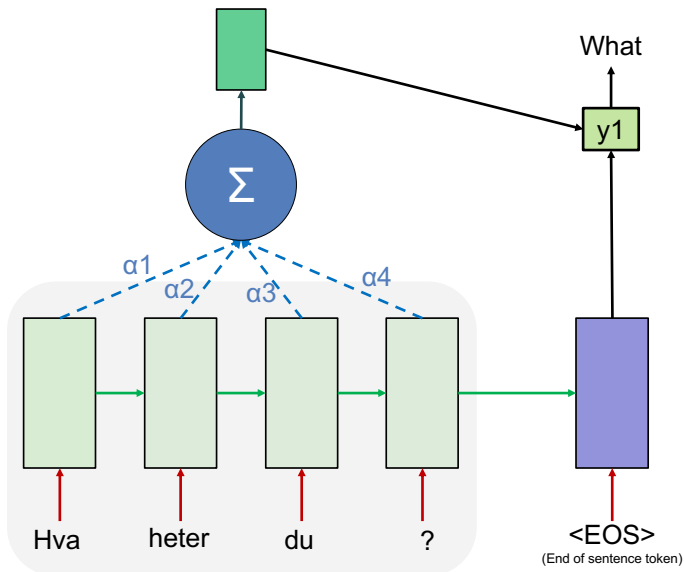 What
y1
Σ
α1
α2
α3
α4
Hva heter du ? <EOS>
(End of sentence token)